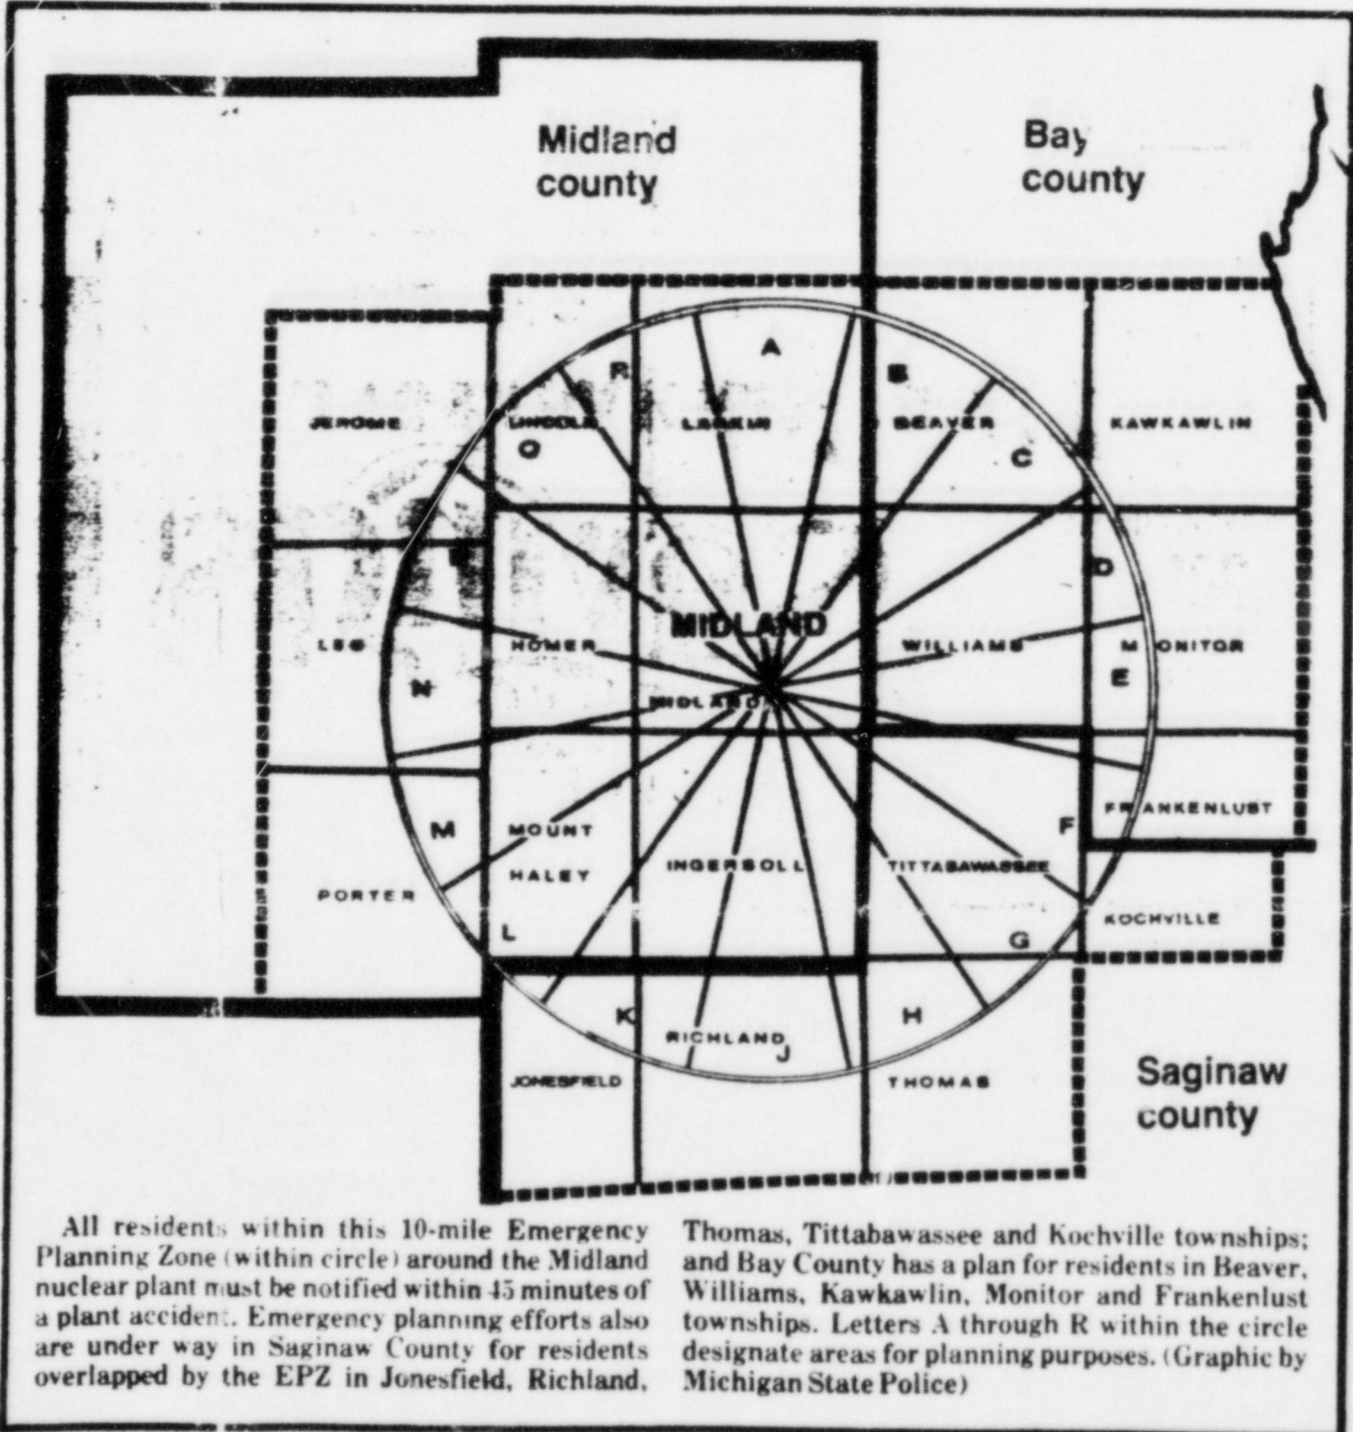 Midland
county
Bay
county
A
R
B
JEROME
LINCOLN
LARKIN
BEAVER
KAWKAWLIN
O
C
D
MIDLAND
LEE
HOMER
WILLIAMS
MONITOR
N
E
MIDLAND
M
MOUNT
HALEY
INGERSOLL
TITTABAWASSEE
F
FRANKENLUST
PORTER
L
G
KOCHVILLE
K
RICHLAND
J
H
JONESFIELD
THOMAS
Saginaw
county
All residents within this 10-mile Emergency
Planning Zone (within circle) around the Midland
nuclear plant must be notified within 45 minutes of
a plant accident. Emergency planning efforts also
are under way in Saginaw County for residents
overlapped by the EPZ in Jonesfield, Richland,
Thomas, Tittabawassee and Kochville townships;
and Bay County has a plan for residents in Beaver,
Williams, Kawkawlin, Monitor and Frankenlust
townships. Letters A through R within the circle
designate areas for planning purposes. (Graphic by
Michigan State Police)